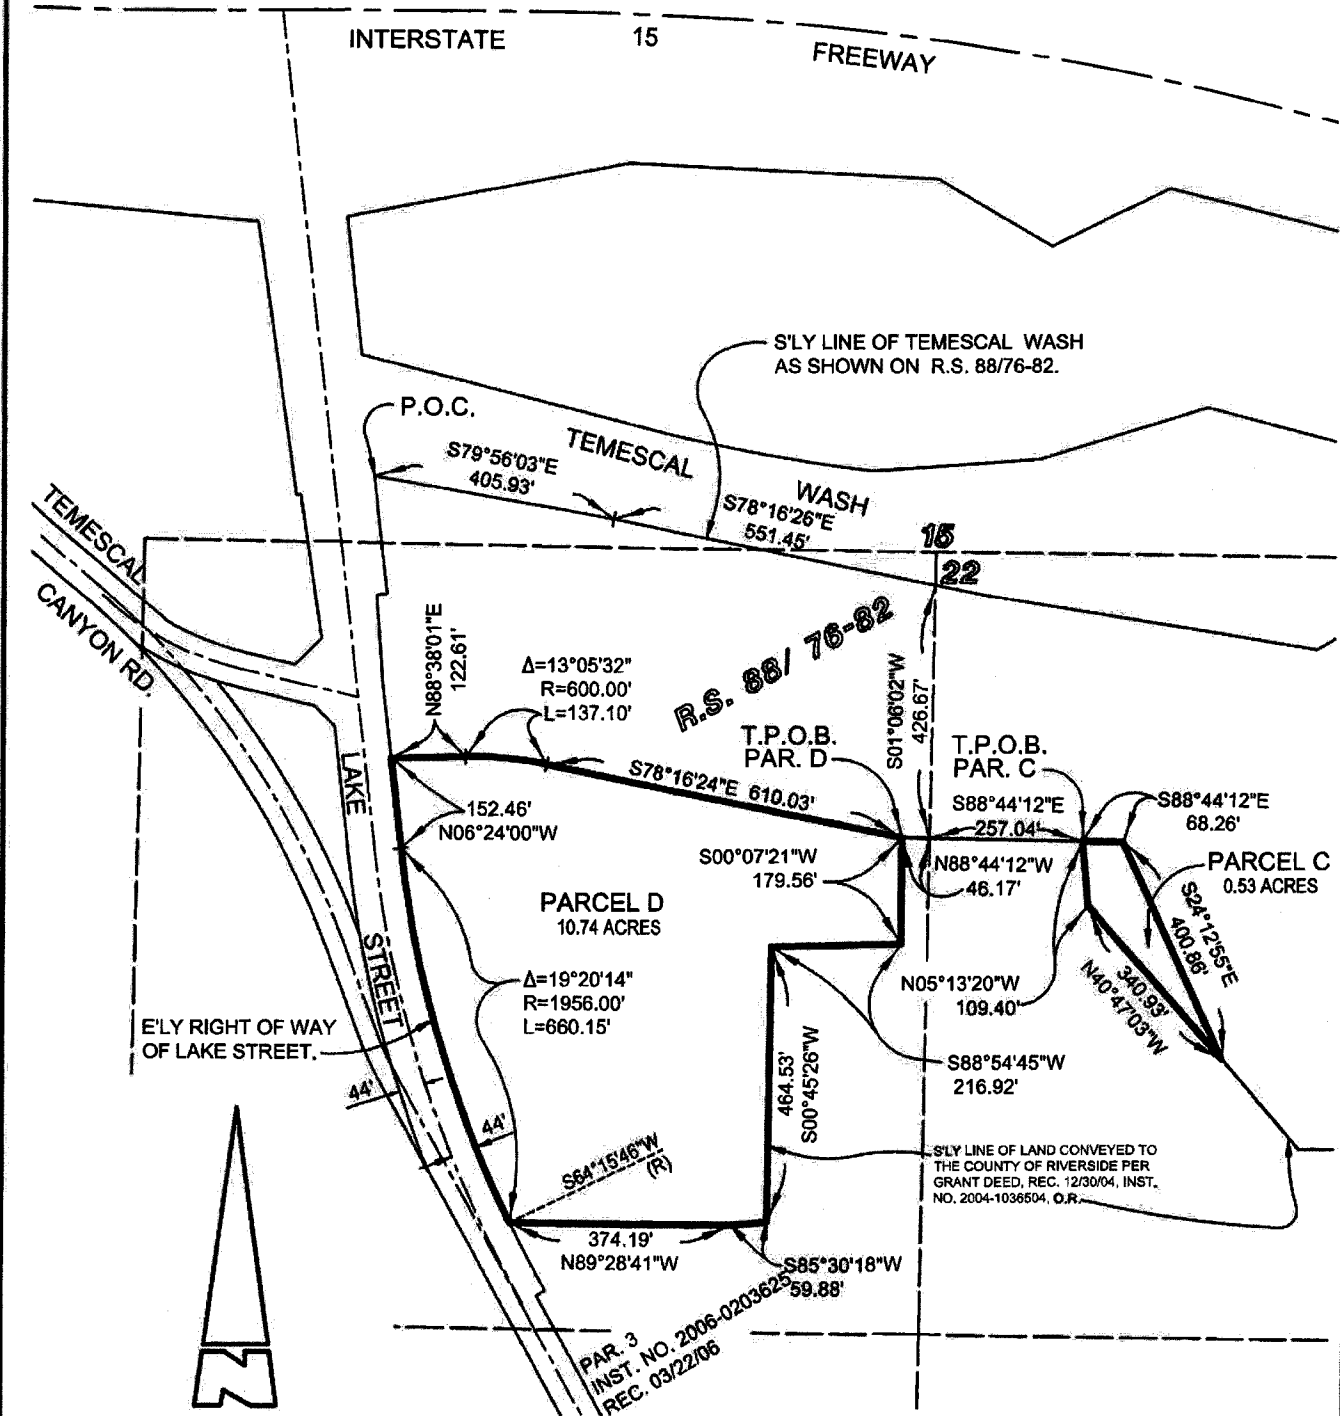 INTERSTATE 15 FREEWAY
S'LY LINE OF TEMESCAL WASH
AS SHOWN ON R.S. 88/76-82.
P.O.C.
S79°56'03"E
405.93'
TEMESCAL WASH
S78°16'26"E
551.45'
15
22
TEMESCAL
CANYON RD.
N88°38'01"E
122.61'
Δ=13°05'32"
R=600.00'
L=137.10'
R.S. 88/ 76-82
S01°06'02"W
426.67'
T.P.O.B.
PAR. D
T.P.O.B.
PAR. C
LAKE STREET
152.46'
N06°24'00"W
S78°16'24"E 610.03'
S88°44'12"E
257.04'
S88°44'12"E
68.26'
S00°07'21"W
179.56'
N88°44'12"W
46.17'
PARCEL C
0.53 ACRES
PARCEL D
10.74 ACRES
S24°12'55"E
400.86'
N05°13'20"W
109.40'
340.93'
N40°47'03"W
Δ=19°20'14"
R=1956.00'
L=660.15'
E'LY RIGHT OF WAY
OF LAKE STREET.
S88°54'45"W
216.92'
464.53'
S00°45'26"W
44'
44'
S64°15'46"W
(R)
S'LY LINE OF LAND CONVEYED TO
THE COUNTY OF RIVERSIDE PER
GRANT DEED, REC. 12/30/04, INST.
NO. 2004-1036504, O.R.
374.19'
N89°28'41"W
S85°30'18"W
59.88'
PAR. 3
INST. NO. 2006-0203625
REC. 03/22/06
N